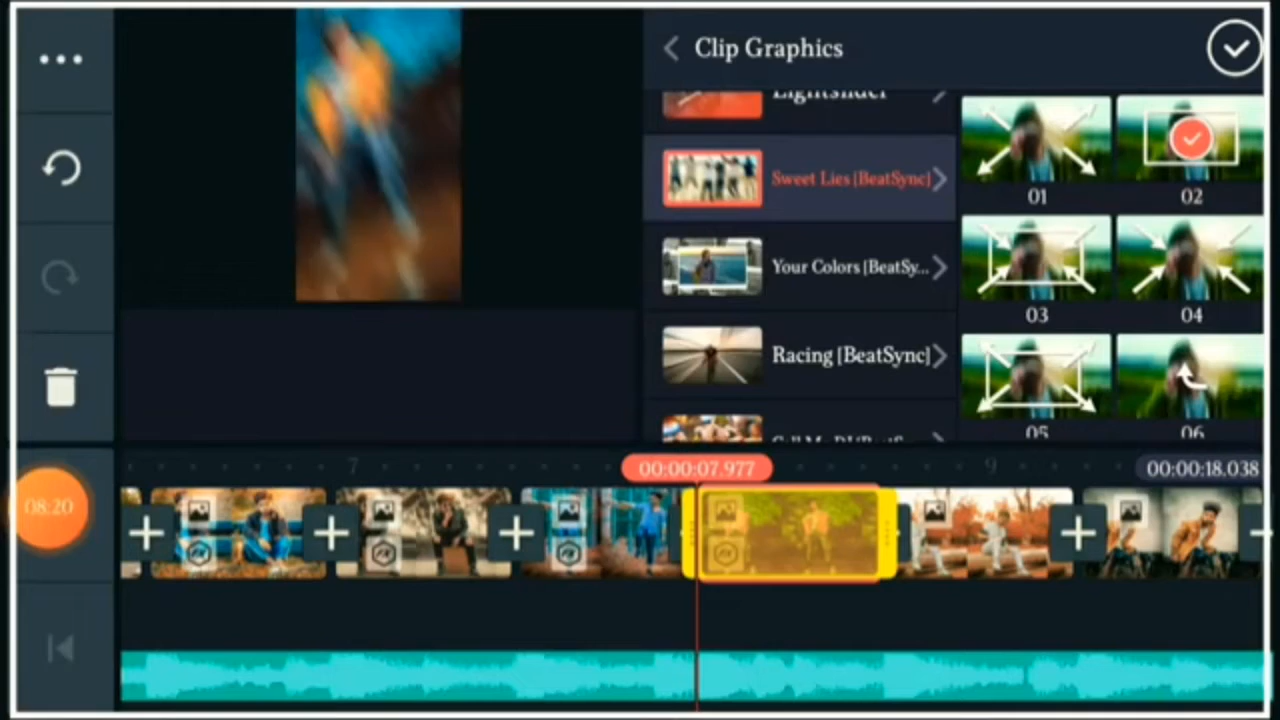 Clip Graphics
Lightslider
Sweet Lies [BeatSync]
Your Colors [BeatSy...
Racing [BeatSync]
01
02
03
04
05
06
7
00:00:07.977
9
00:00:18.038
08:20